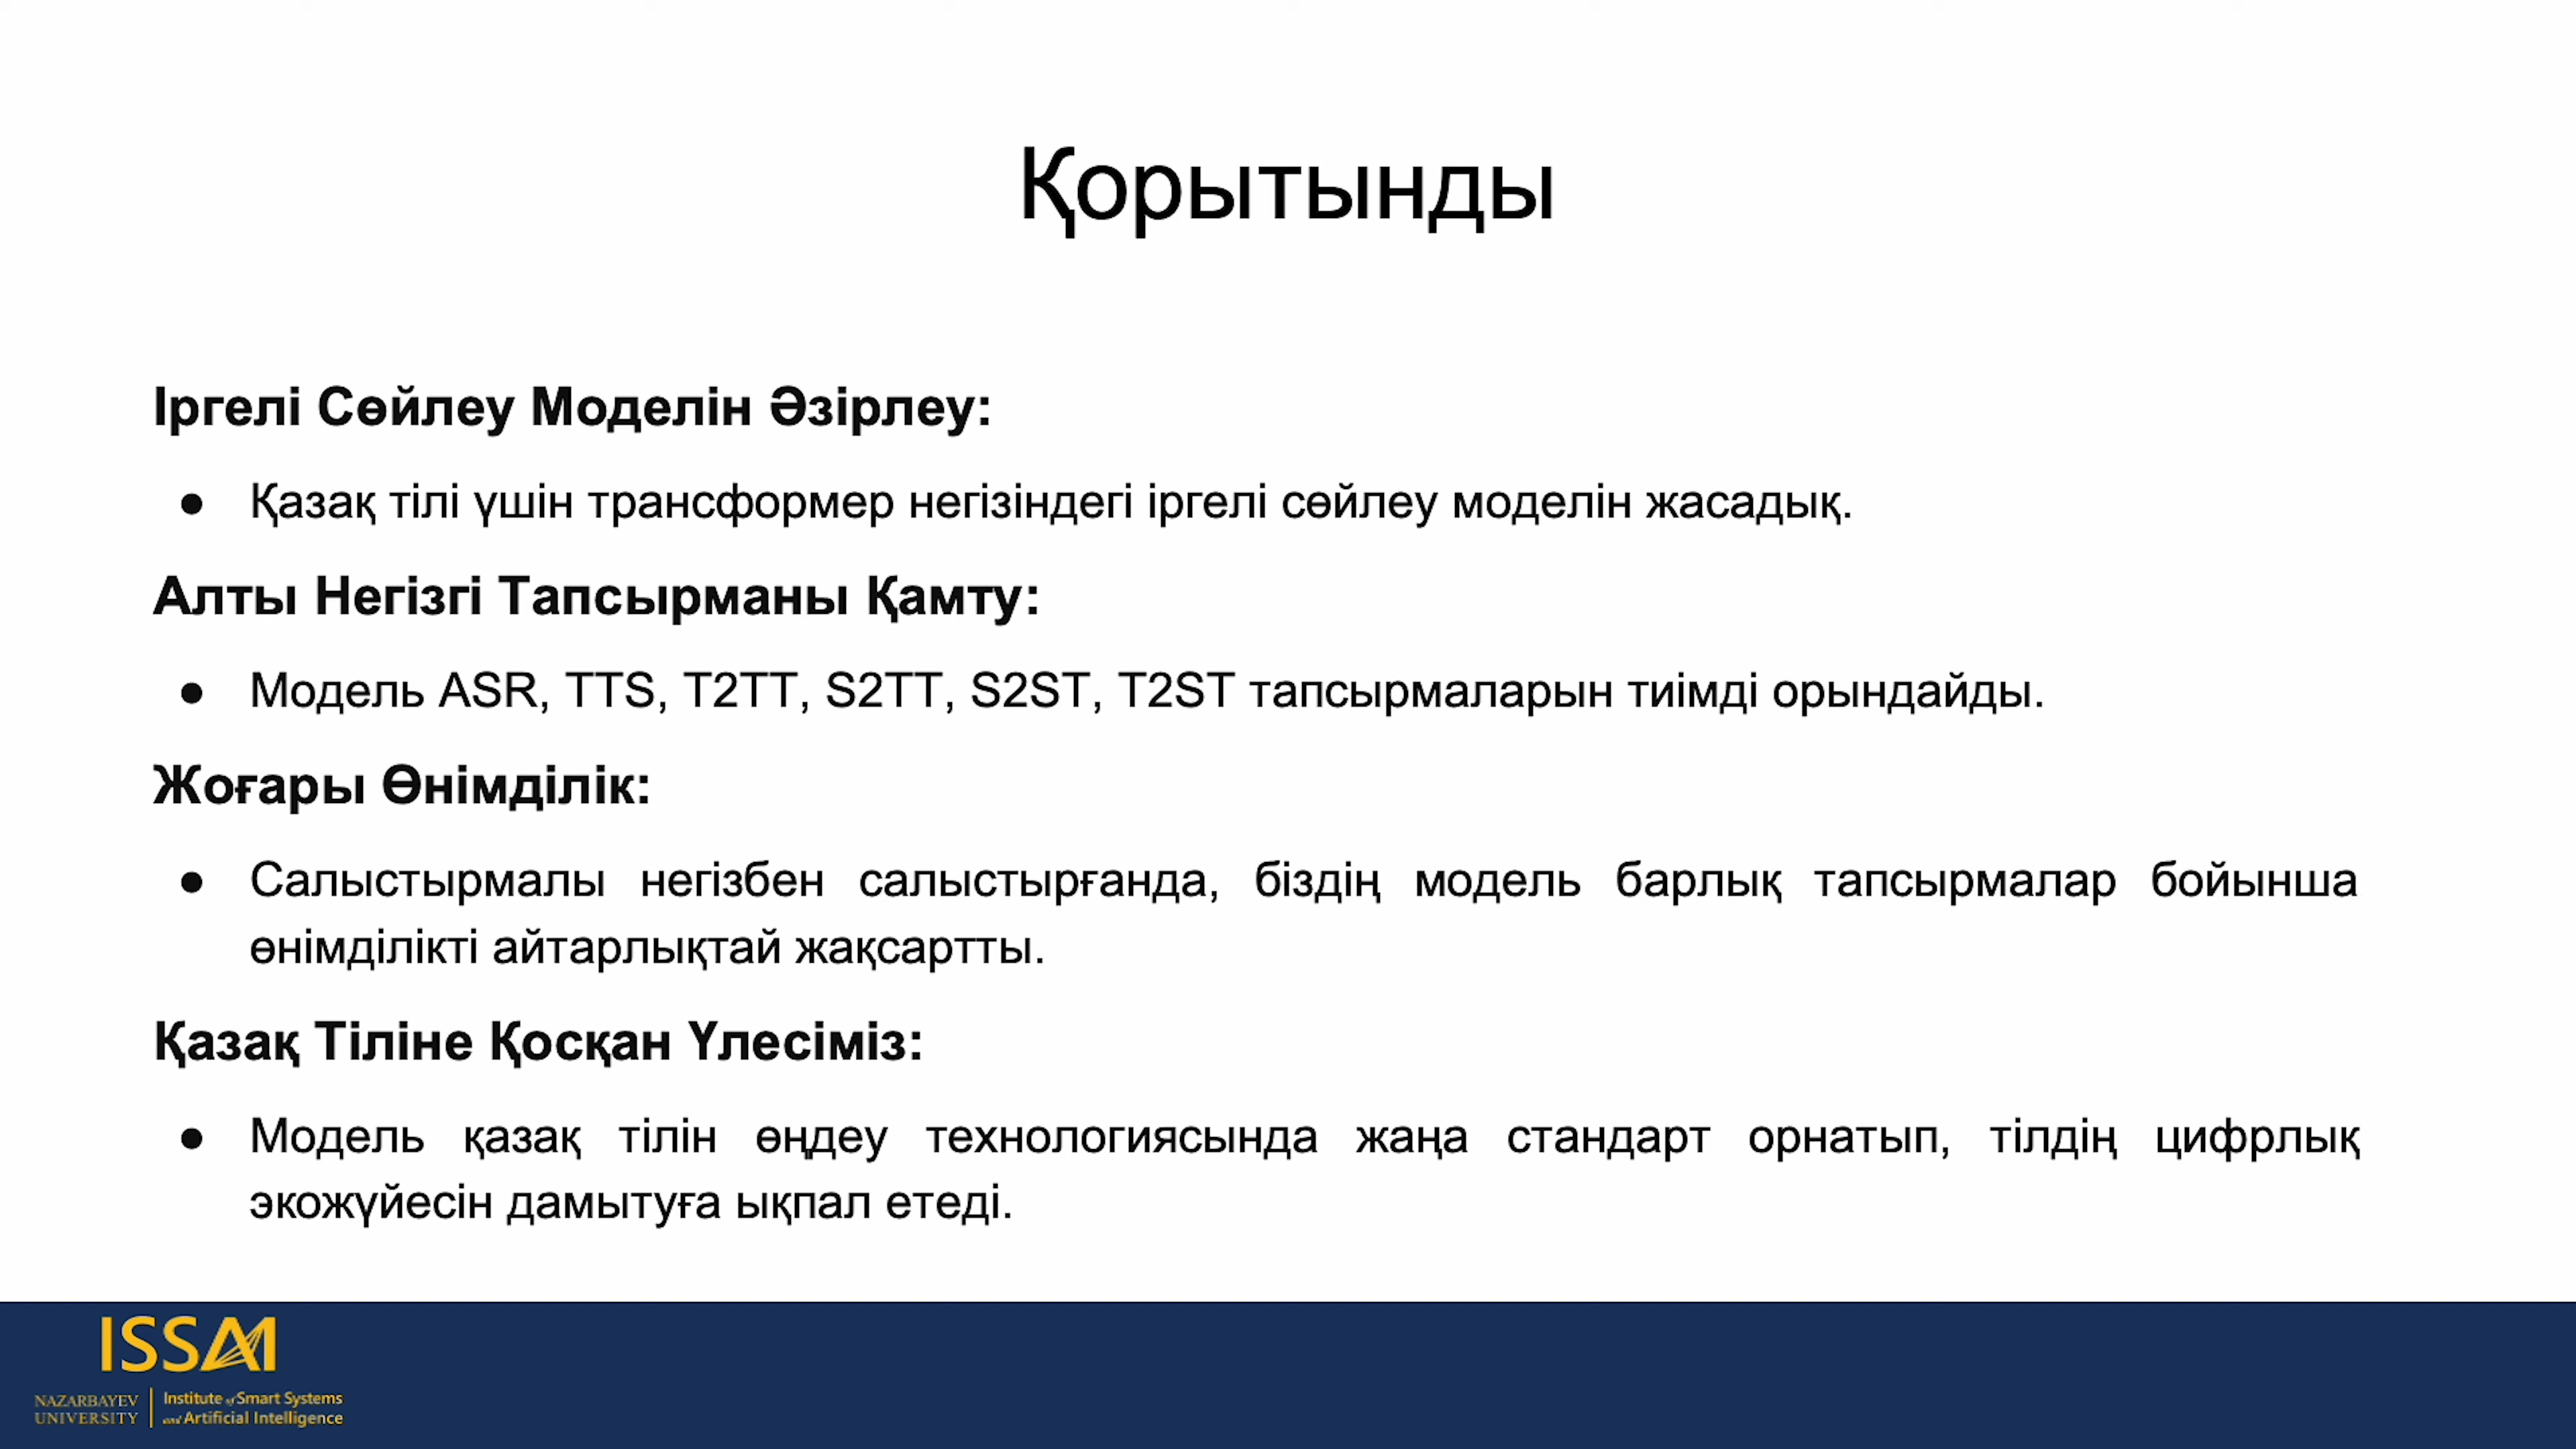 Қорытынды
Іргелі Сөйлеу Моделін Әзірлеу:
● Қазақ тілі үшін трансформер негізіндегі іргелі сөйлеу моделін жасадық.
Алты Негізгі Тапсырманы Қамту:
● Модель ASR, TTS, T2TT, S2TT, S2ST, T2ST тапсырмаларын тиімді орындайды.
Жоғары Өнімділік:
● Салыстырмалы негізбен салыстырғанда, біздің модель барлық тапсырмалар бойынша
өнімділікті айтарлықтай жақсартты.
Қазақ Тіліне Қосқан Үлесіміз:
● Модель қазақ тілін өңдеу технологиясында жаңа стандарт орнатып, тілдің цифрлық
экожүйесін дамытуға ықпал етеді.
ISSAI
NAZARBAYEV
UNIVERSITY
Institute of Smart Systems
and Artificial Intelligence